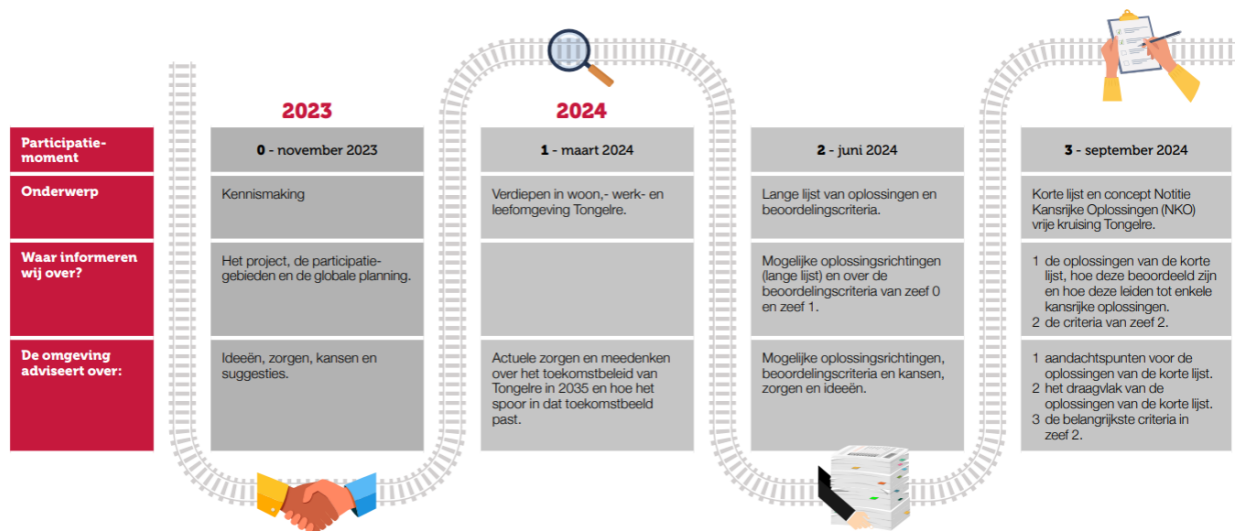 2023
2024
Participatie-
moment
0 - november 2023
1 - maart 2024
2 - juni 2024
3 - september 2024
Onderwerp
Kennismaking
Verdiepen in woon,- werk- en
leefomgeving Tongelre.
Lange lijst van oplossingen en
beoordelingscriteria.
Korte lijst en concept Notitie
Kansrijke Oplossingen (NKO)
vrije kruising Tongelre.
Waar informeren
wij over?
Het project, de participatie-
gebieden en de globale planning.
Mogelijke oplossingsrichtingen
(lange lijst) en over de
beoordelingscriteria van zeef 0
en zeef 1.
1 de oplossingen van de korte
lijst, hoe deze beoordeeld zijn
en hoe deze leiden tot enkele
kansrijke oplossingen.
2 de criteria van zeef 2.
De omgeving
adviseert over:
Ideeën, zorgen, kansen en
suggesties.
Actuele zorgen en meedenken
over het toekomstbeleid van
Tongelre in 2035 en hoe het
spoor in dat toekomstbeeld
past.
Mogelijke oplossingsrichtingen,
beoordelingscriteria en kansen,
zorgen en ideeën.
1 aandachtspunten voor de
oplossingen van de korte lijst.
2 het draagvlak van de
oplossingen van de korte lijst.
3 de belangrijkste criteria in
zeef 2.